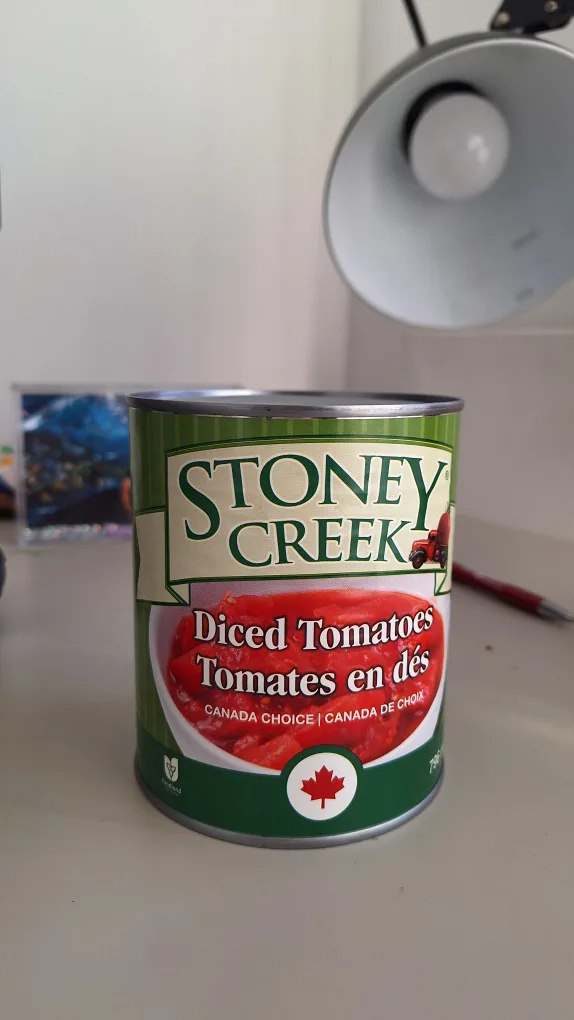 STONEY
CREEK
Diced Tomatoes
Tomates en dés
CANADA CHOICE | CANADA DE CHOIX